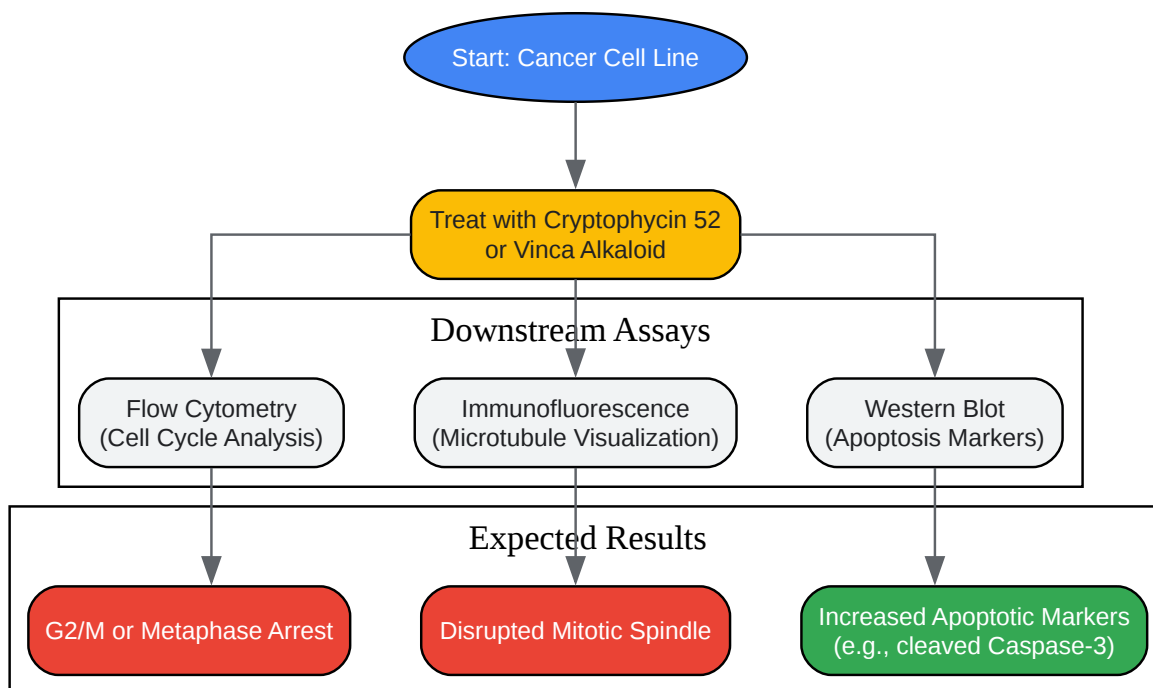 Start: Cancer Cell Line
Treat with Cryptophycin 52
or Vinca Alkaloid
Downstream Assays
Flow Cytometry
(Cell Cycle Analysis)
Immunofluorescence
(Microtubule Visualization)
Western Blot
(Apoptosis Markers)
Expected Results
G2/M or Metaphase Arrest
Disrupted Mitotic Spindle
Increased Apoptotic Markers
(e.g., cleaved Caspase-3)